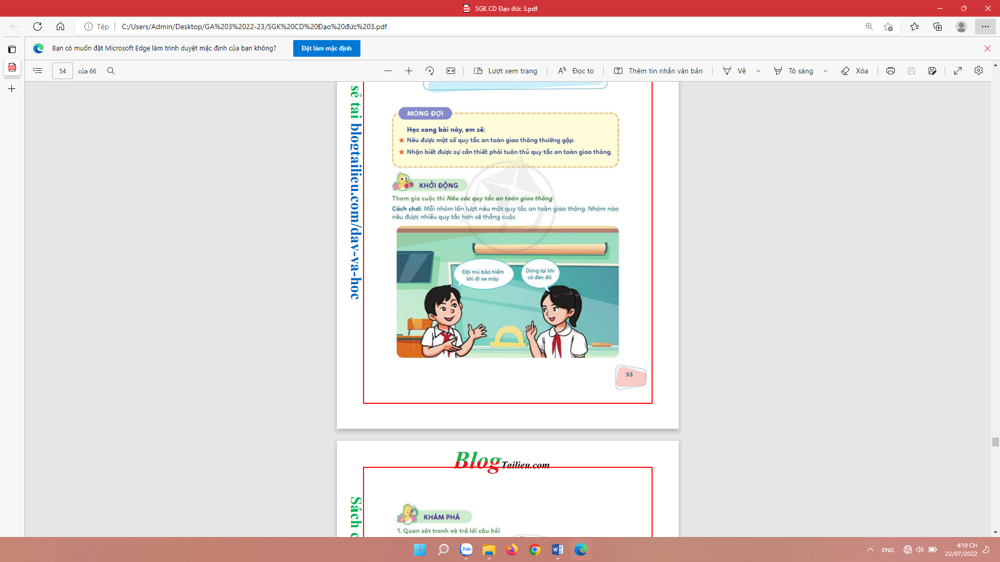 SGK CD Đạo đức 3.pdf
Tệp
C:/Users/Admin/Desktop/GA%203%2022-23/SGK%20CD%20Đạo%20đức%203.pdf
Bạn có muốn đặt Microsoft Edge làm trình duyệt mặc định của bạn không?
Đặt làm mặc định
54 của 66
Lượt xem trang
Đọc to
Thêm tin nhắn văn bản
Vẽ
Tô sáng
Xóa
sẻ tai blogtailieu.com/day-va-hoc
MONG ĐỢI
Học xong bài này, em sẽ:
Nêu được một số quy tắc an toàn giao thông thường gặp.
Nhận biết được sự cần thiết phải tuân thủ quy tắc an toàn giao thông.
KHỞI ĐỘNG
Tham gia cuộc thi Nêu các quy tắc an toàn giao thông
Cách chơi: Mỗi nhóm lần lượt nêu một quy tắc an toàn giao thông. Nhóm nào
nêu được nhiều quy tắc hơn sẽ thắng cuộc.
Đội mũ bảo hiểm
khi đi xe máy.
Dừng lại khi
có đèn đỏ.
53
Blog Tailieu.com
Sách
KHÁM PHÁ
1. Quan sát tranh và trả lời câu hỏi
Zalo
ENG
4:19 CH
22/07/2022